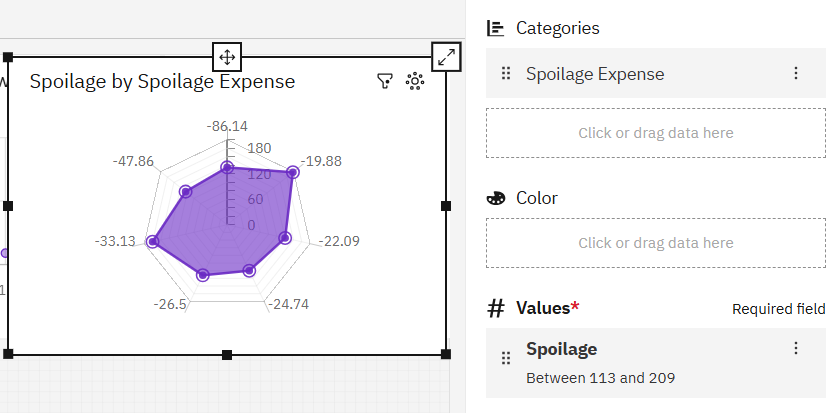 Categories
Spoilage Expense
Click or drag data here
Color
Click or drag data here
Values*
Required field
Spoilage
Between 113 and 209
Spoilage by Spoilage Expense
-86.14
-47.86
180
-19.88
120
60
0
-33.13
-22.09
-26.5
-24.74